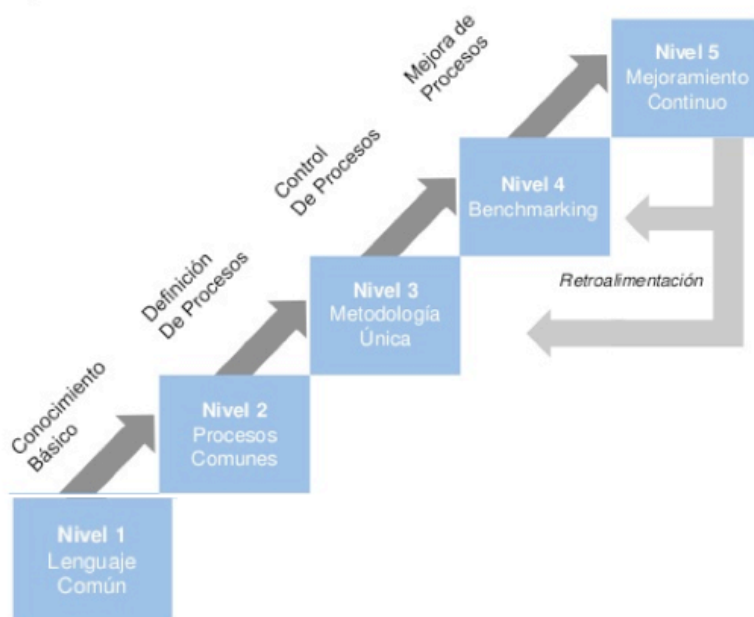 Mejora de
Procesos
Nivel 5
Mejoramiento
Continuo
Control
De Procesos
Nivel 4
Benchmarking
Retroalimentación
Definición
De Procesos
Nivel 3
Metodología
Única
Conocimiento
Básico
Nivel 2
Procesos
Comunes
Nivel 1
Lenguaje
Común